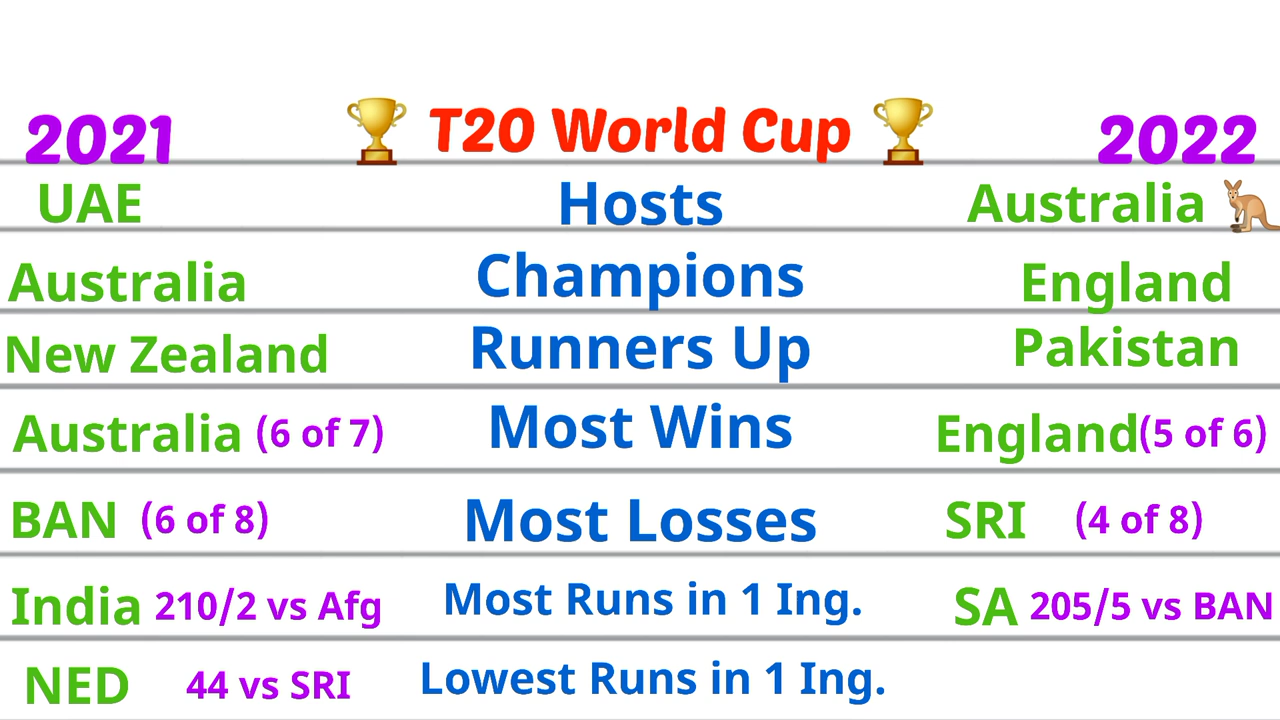 2021 T20 World Cup 2022
UAE Hosts Australia
Australia Champions England
New Zealand Runners Up Pakistan
Australia (6 of 7) Most Wins England(5 of 6)
BAN (6 of 8) Most Losses SRI (4 of 8)
India 210/2 vs Afg Most Runs in 1 Ing. SA 205/5 vs BAN
NED 44 vs SRI Lowest Runs in 1 Ing.